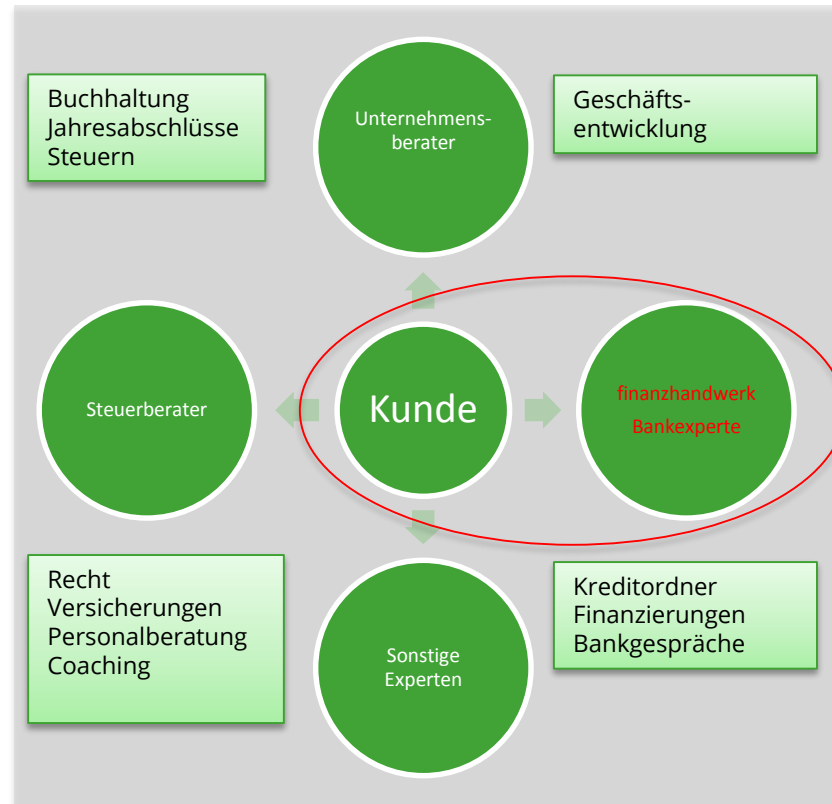 Buchhaltung
Jahresabschlüsse
Steuern
Unternehmens-
berater
Geschäfts-
entwicklung
Steuerberater
Kunde
finanzhandwerk
Bankexperte
Recht
Versicherungen
Personalberatung
Coaching
Sonstige
Experten
Kreditordner
Finanzierungen
Bankgespräche